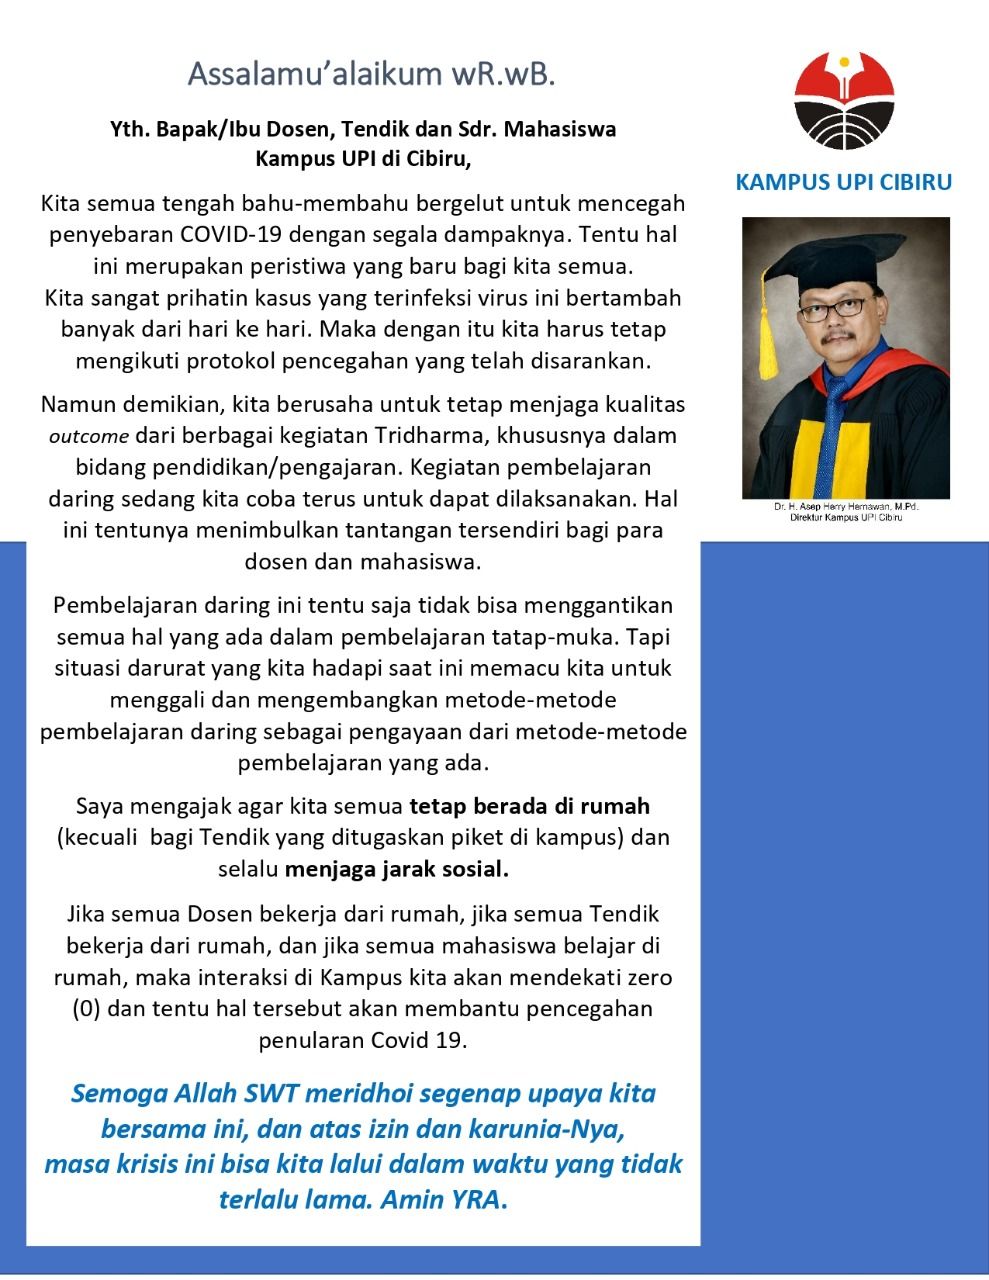 Assalamu’alaikum wR.wB.
Yth. Bapak/Ibu Dosen, Tendik dan Sdr. Mahasiswa
Kampus UPI di Cibiru,
Kita semua tengah bahu-membahu bergelut untuk mencegah
penyebaran COVID-19 dengan segala dampaknya. Tentu hal
ini merupakan peristiwa yang baru bagi kita semua.
Kita sangat prihatin kasus yang terinfeksi virus ini bertambah
banyak dari hari ke hari. Maka dengan itu kita harus tetap
mengikuti protokol pencegahan yang telah disarankan.
Namun demikian, kita berusaha untuk tetap menjaga kualitas
outcome dari berbagai kegiatan Tridharma, khususnya dalam
bidang pendidikan/pengajaran. Kegiatan pembelajaran
daring sedang kita coba terus untuk dapat dilaksanakan. Hal
ini tentunya menimbulkan tantangan tersendiri bagi para
dosen dan mahasiswa.
Pembelajaran daring ini tentu saja tidak bisa menggantikan
semua hal yang ada dalam pembelajaran tatap-muka. Tapi
situasi darurat yang kita hadapi saat ini memacu kita untuk
menggali dan mengembangkan metode-metode
pembelajaran daring sebagai pengayaan dari metode-metode
pembelajaran yang ada.
Saya mengajak agar kita semua tetap berada di rumah
(kecuali  bagi Tendik yang ditugaskan piket di kampus) dan
selalu menjaga jarak sosial.
Jika semua Dosen bekerja dari rumah, jika semua Tendik
bekerja dari rumah, dan jika semua mahasiswa belajar di
rumah, maka interaksi di Kampus kita akan mendekati zero
(0) dan tentu hal tersebut akan membantu pencegahan
penularan Covid 19.
Semoga Allah SWT meridhoi segenap upaya kita
bersama ini, dan atas izin dan karunia-Nya,
masa krisis ini bisa kita lalui dalam waktu yang tidak
terlalu lama. Amin YRA.
KAMPUS UPI CIBIRU
Dr. H. Asep Herry Hernawan, M.Pd.
Direktur Kampus UPI Cibiru